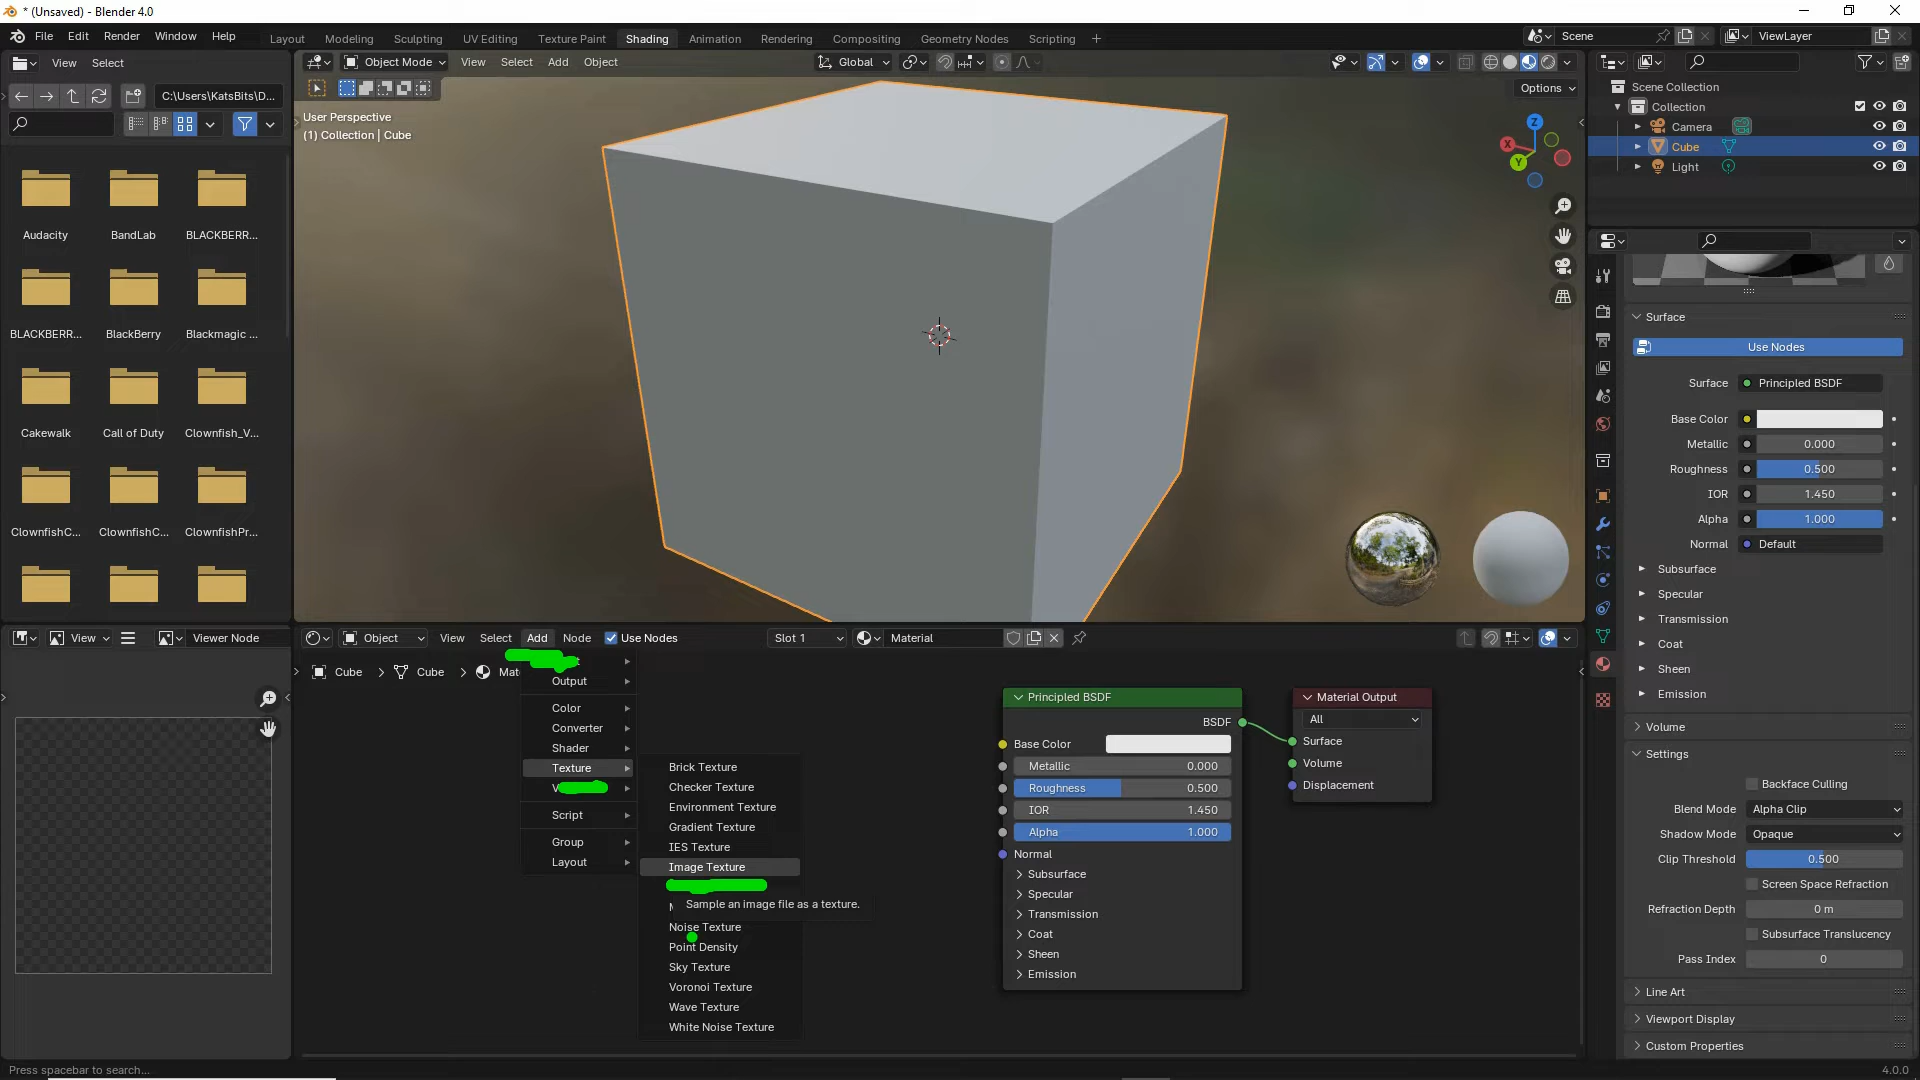 * (Unsaved) - Blender 4.0
File Edit Render Window Help
Layout Modeling Sculpting UV Editing Texture Paint Shading Animation Rendering Compositing Geometry Nodes Scripting +
Scene
ViewLayer
View Select
C:\Users\KatsBits\D...
Audacity BandLab BLACKBERR...
BLACKBERR... BlackBerry Blackmagic ...
Cakewalk Call of Duty Clownfish_V...
ClownfishC... ClownfishC... ClownfishPr...
Object Mode View Select Add Object
Global
Options
User Perspective
(1) Collection | Cube
Z
X
Y
Scene Collection
Collection
Camera
Cube
Light
Surface
Use Nodes
Surface Principled BSDF
Base Color
Metallic 0.000
Roughness 0.500
IOR 1.450
Alpha 1.000
Normal Default
Subsurface
Specular
Transmission
Coat
Sheen
Emission
Volume
Settings
Backface Culling
Blend Mode Alpha Clip
Shadow Mode Opaque
Clip Threshold 0.500
Screen Space Refraction
Refraction Depth 0 m
Subsurface Translucency
Pass Index 0
Line Art
Viewport Display
Custom Properties
View
Viewer Node
Object View Select Add Node Use Nodes Slot 1 Material
Cube > Cube >
Output
Color
Converter
Shader
Texture
Script
Group
Layout
Brick Texture
Checker Texture
Environment Texture
Gradient Texture
IES Texture
Image Texture
Sample an image file as a texture.
Noise Texture
Point Density
Sky Texture
Voronoi Texture
Wave Texture
White Noise Texture
Principled BSDF
BSDF
Base Color
Metallic 0.000
Roughness 0.500
IOR 1.450
Alpha 1.000
Normal
Subsurface
Specular
Transmission
Coat
Sheen
Emission
Material Output
All
Surface
Volume
Displacement
Press spacebar to search...
4.0.0